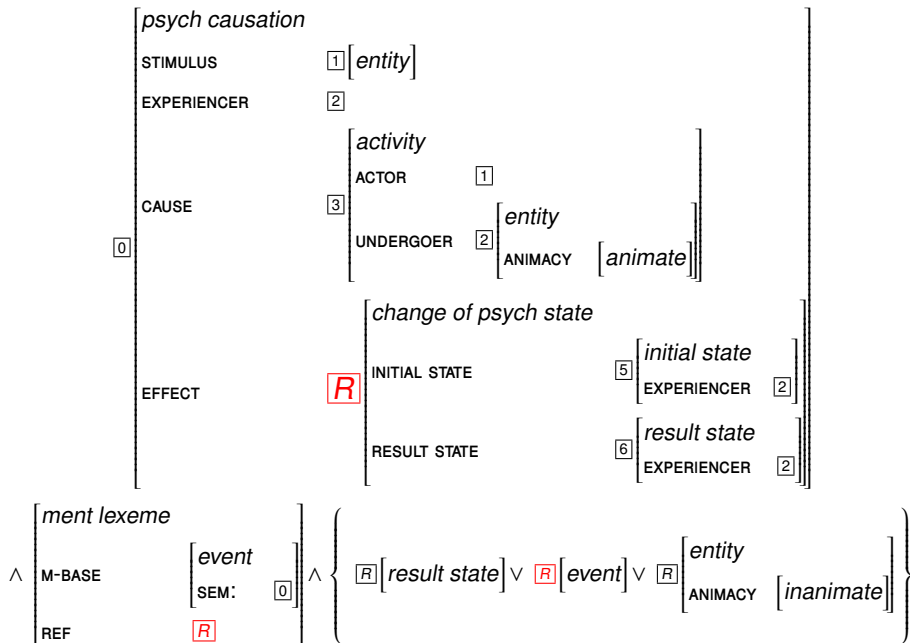 psych causation
STIMULUS 1 [entity]
EXPERIENCER 2
activity
ACTOR 1
CAUSE 3
entity
UNDERGOER 2
0
ANIMACY [animate]
change of psych state
initial state
INITIAL STATE 5
EXPERIENCER 2
EFFECT R
result state
RESULT STATE 6
EXPERIENCER 2
ment lexeme
event
entity
∧ M-BASE ∧ { R [result state] ∨ R [event] ∨ R }
SEM: 0
ANIMACY [inanimate]
REF R